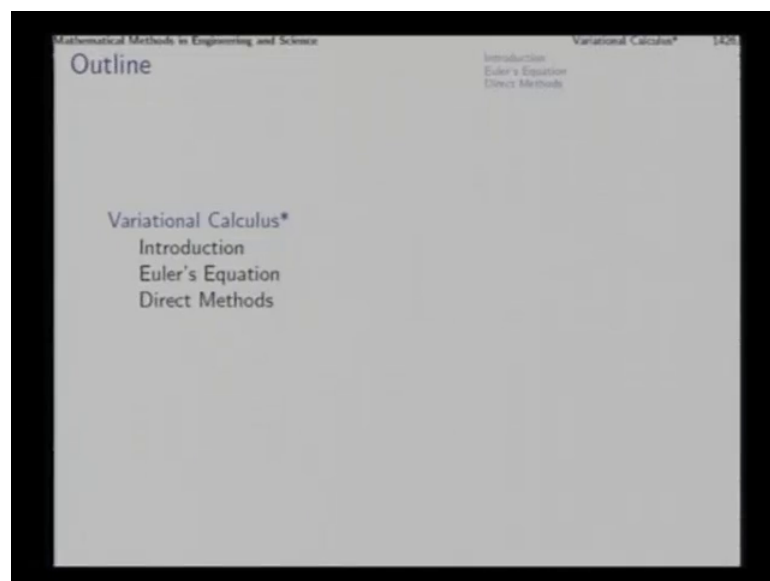 Mathematical Methods in Engineering and Science
Variational Calculus*
1426,
Outline
Introduction
Euler's Equation
Direct Methods
Variational Calculus*
Introduction
Euler's Equation
Direct Methods